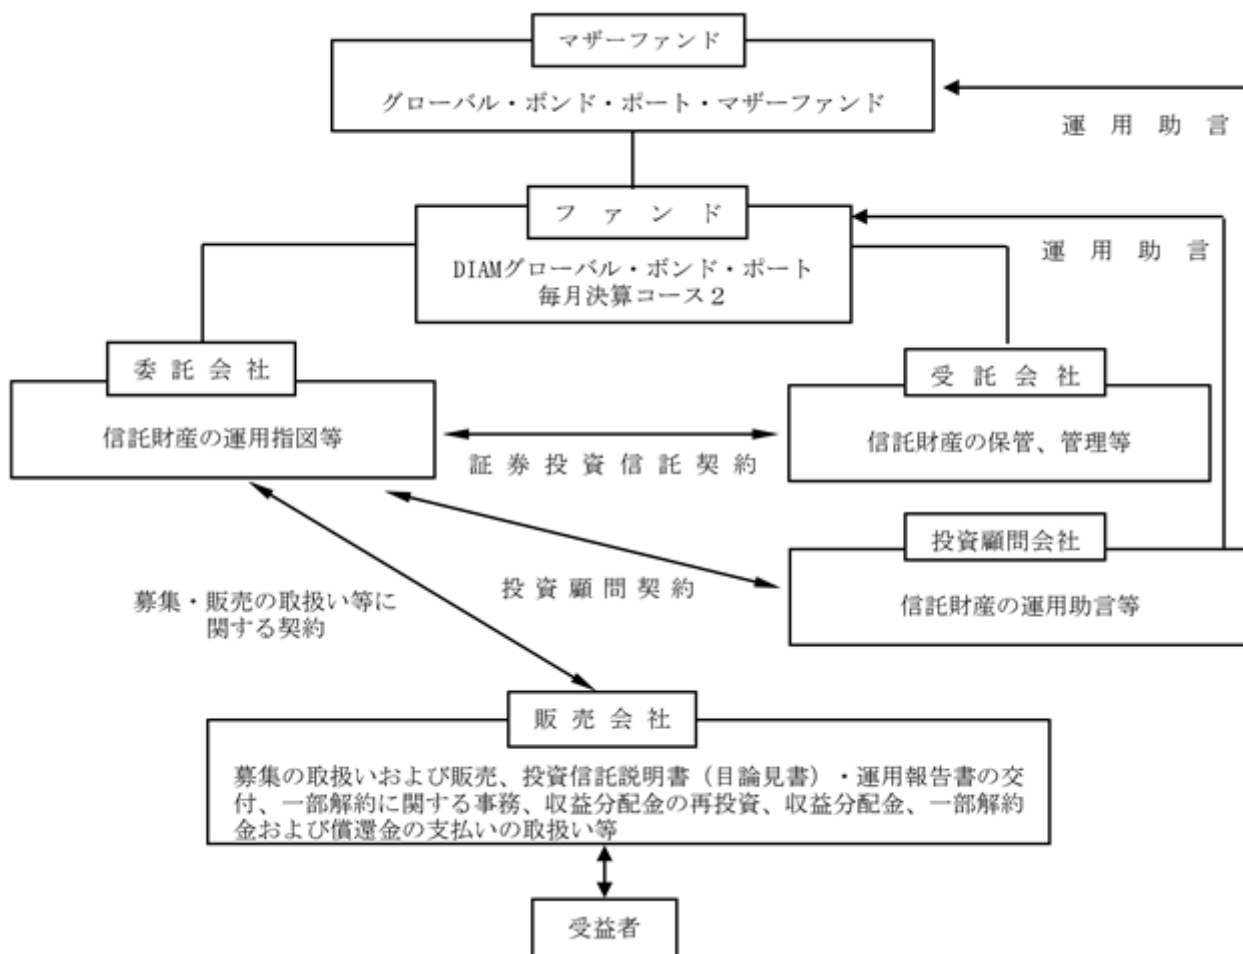 マザーファンド
グローバル・ボンド・ポート・マザーファンド
運用助言
ファンド
運用助言
DIAMグローバル・ボンド・ポート
毎月決算コース２
委託会社
受託会社
信託財産の運用指図等
信託財産の保管、管理等
証券投資信託契約
投資顧問会社
投資顧問契約
信託財産の運用助言等
募集・販売の取扱い等に
関する契約
販売会社
募集の取扱いおよび販売、投資信託説明書（目論見書）・運用報告書の交
付、一部解約に関する事務、収益分配金の再投資、収益分配金、一部解約
金および償還金の支払いの取扱い等
受益者